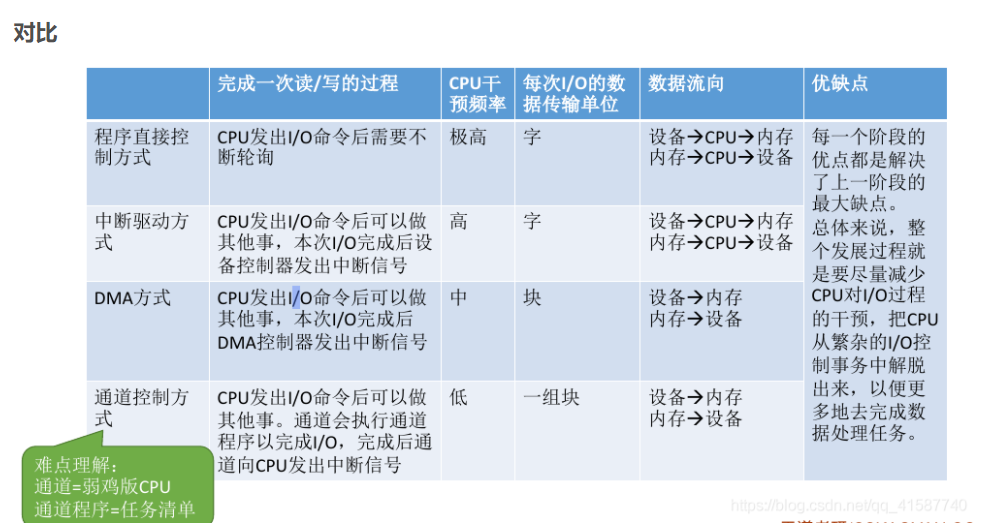 对比
完成一次读/写的过程
CPU干
预频率
每次I/O的数
据传输单位
数据流向
优缺点
程序直接控
制方式
CPU发出I/O命令后需要不
断轮询
极高
字
设备→CPU→内存
内存→CPU→设备
每一个阶段的
优点都是解决
了上一阶段的
最大缺点。
总体来说，整
个发展过程就
是要尽量减少
CPU对I/O过程
的干预，把CPU
从繁杂的I/O控
制事务中解脱
出来，以便更
多地去完成数
据处理任务。
中断驱动方
式
CPU发出I/O命令后可以做
其他事，本次I/O完成后设
备控制器发出中断信号
高
字
设备→CPU→内存
内存→CPU→设备
DMA方式
CPU发出I/O命令后可以做
其他事，本次I/O完成后
DMA控制器发出中断信号
中
块
设备→内存
内存→设备
通道控制方
式
CPU发出I/O命令后可以做
其他事。通道会执行通道
程序以完成I/O，完成后通
道向CPU发出中断信号
低
一组块
设备→内存
内存→设备
难点理解：
通道=弱鸡版CPU
通道程序=任务清单
https://blog.csdn.net/qq_41587740